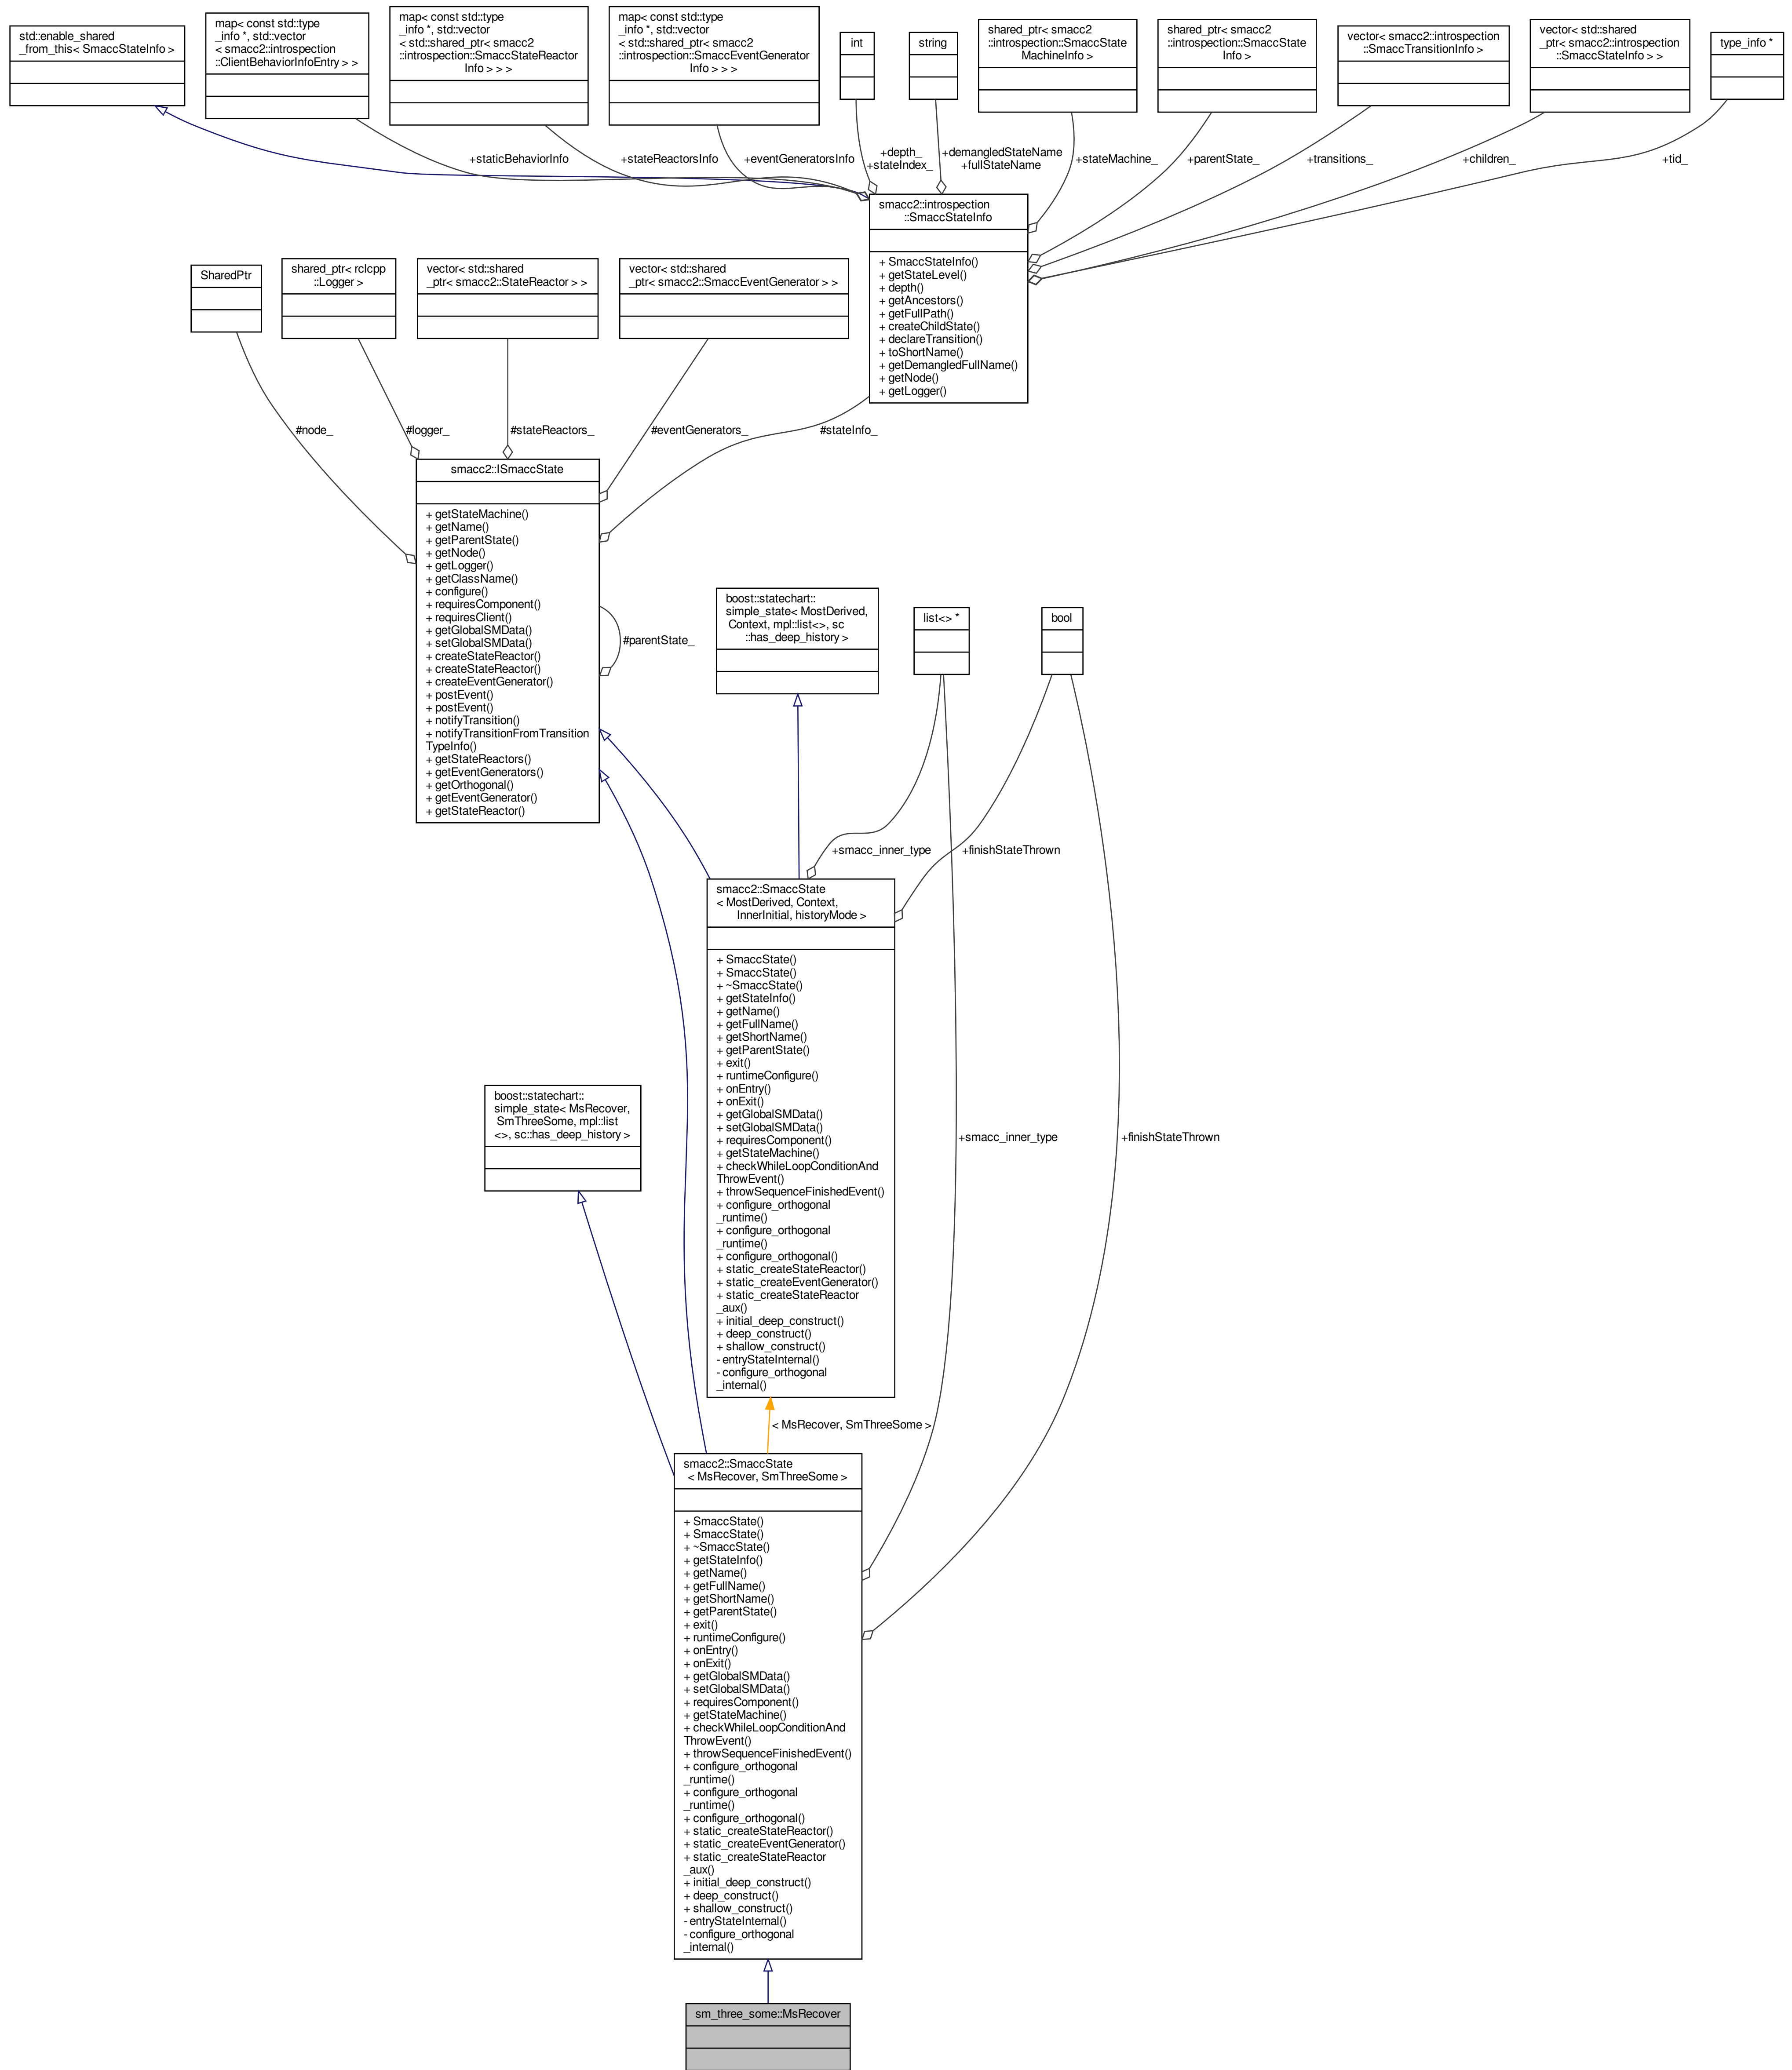 std::enable_shared
_from_this< SmaccStateInfo >
map< const std::type
_info *, std::vector
< smacc2::introspection
::ClientBehaviorInfoEntry > >
map< const std::type
_info *, std::vector
< std::shared_ptr< smacc2
::introspection::SmaccStateReactor
Info > > >
map< const std::type
_info *, std::vector
< std::shared_ptr< smacc2
::introspection::SmaccEventGenerator
Info > > >
int
string
shared_ptr< smacc2
::introspection::SmaccState
MachineInfo >
shared_ptr< smacc2
::introspection::SmaccState
Info >
vector< smacc2::introspection
::SmaccTransitionInfo >
vector< std::shared
_ptr< smacc2::introspection
::SmaccStateInfo > >
type_info *
+staticBehaviorInfo
+stateReactorsInfo
+eventGeneratorsInfo
+depth_
+stateIndex_
+demangledStateName
+fullStateName
+stateMachine_
+parentState_
+transitions_
+children_
+tid_
smacc2::introspection
::SmaccStateInfo
+ SmaccStateInfo()
+ getStateLevel()
+ depth()
+ getAncestors()
+ getFullPath()
+ createChildState()
+ declareTransition()
+ toShortName()
+ getDemangledFullName()
+ getNode()
+ getLogger()
SharedPtr
shared_ptr< rclcpp
::Logger >
vector< std::shared
_ptr< smacc2::StateReactor > >
vector< std::shared
_ptr< smacc2::SmaccEventGenerator > >
#node_
#logger_
#stateReactors_
#eventGenerators_
#stateInfo_
smacc2::ISmaccState
+ getStateMachine()
+ getName()
+ getParentState()
+ getNode()
+ getLogger()
+ getClassName()
+ configure()
+ requiresComponent()
+ requiresClient()
+ getGlobalSMData()
+ setGlobalSMData()
+ createStateReactor()
+ createStateReactor()
+ createEventGenerator()
+ postEvent()
+ postEvent()
+ notifyTransition()
+ notifyTransitionFromTransition
TypeInfo()
+ getStateReactors()
+ getEventGenerators()
+ getOrthogonal()
+ getEventGenerator()
+ getStateReactor()
#parentState_
boost::statechart::
simple_state< MostDerived,
Context, mpl::list<>, sc
::has_deep_history >
list<> *
bool
+smacc_inner_type
+finishStateThrown
smacc2::SmaccState
< MostDerived, Context,
InnerInitial, historyMode >
+ SmaccState()
+ SmaccState()
+ ~SmaccState()
+ getStateInfo()
+ getName()
+ getFullName()
+ getShortName()
+ getParentState()
+ exit()
+ runtimeConfigure()
+ onEntry()
+ onExit()
+ getGlobalSMData()
+ setGlobalSMData()
+ requiresComponent()
+ getStateMachine()
+ checkWhileLoopConditionAnd
ThrowEvent()
+ throwSequenceFinishedEvent()
+ configure_orthogonal
_runtime()
+ configure_orthogonal
_runtime()
+ configure_orthogonal()
+ static_createStateReactor()
+ static_createEventGenerator()
+ static_createStateReactor
_aux()
+ initial_deep_construct()
+ deep_construct()
+ shallow_construct()
- entryStateInternal()
- configure_orthogonal
_internal()
boost::statechart::
simple_state< MsRecover,
SmThreeSome, mpl::list
<>, sc::has_deep_history >
+smacc_inner_type
+finishStateThrown
< MsRecover, SmThreeSome >
smacc2::SmaccState
< MsRecover, SmThreeSome >
+ SmaccState()
+ SmaccState()
+ ~SmaccState()
+ getStateInfo()
+ getName()
+ getFullName()
+ getShortName()
+ getParentState()
+ exit()
+ runtimeConfigure()
+ onEntry()
+ onExit()
+ getGlobalSMData()
+ setGlobalSMData()
+ requiresComponent()
+ getStateMachine()
+ checkWhileLoopConditionAnd
ThrowEvent()
+ throwSequenceFinishedEvent()
+ configure_orthogonal
_runtime()
+ configure_orthogonal
_runtime()
+ configure_orthogonal()
+ static_createStateReactor()
+ static_createEventGenerator()
+ static_createStateReactor
_aux()
+ initial_deep_construct()
+ deep_construct()
+ shallow_construct()
- entryStateInternal()
- configure_orthogonal
_internal()
sm_three_some::MsRecover